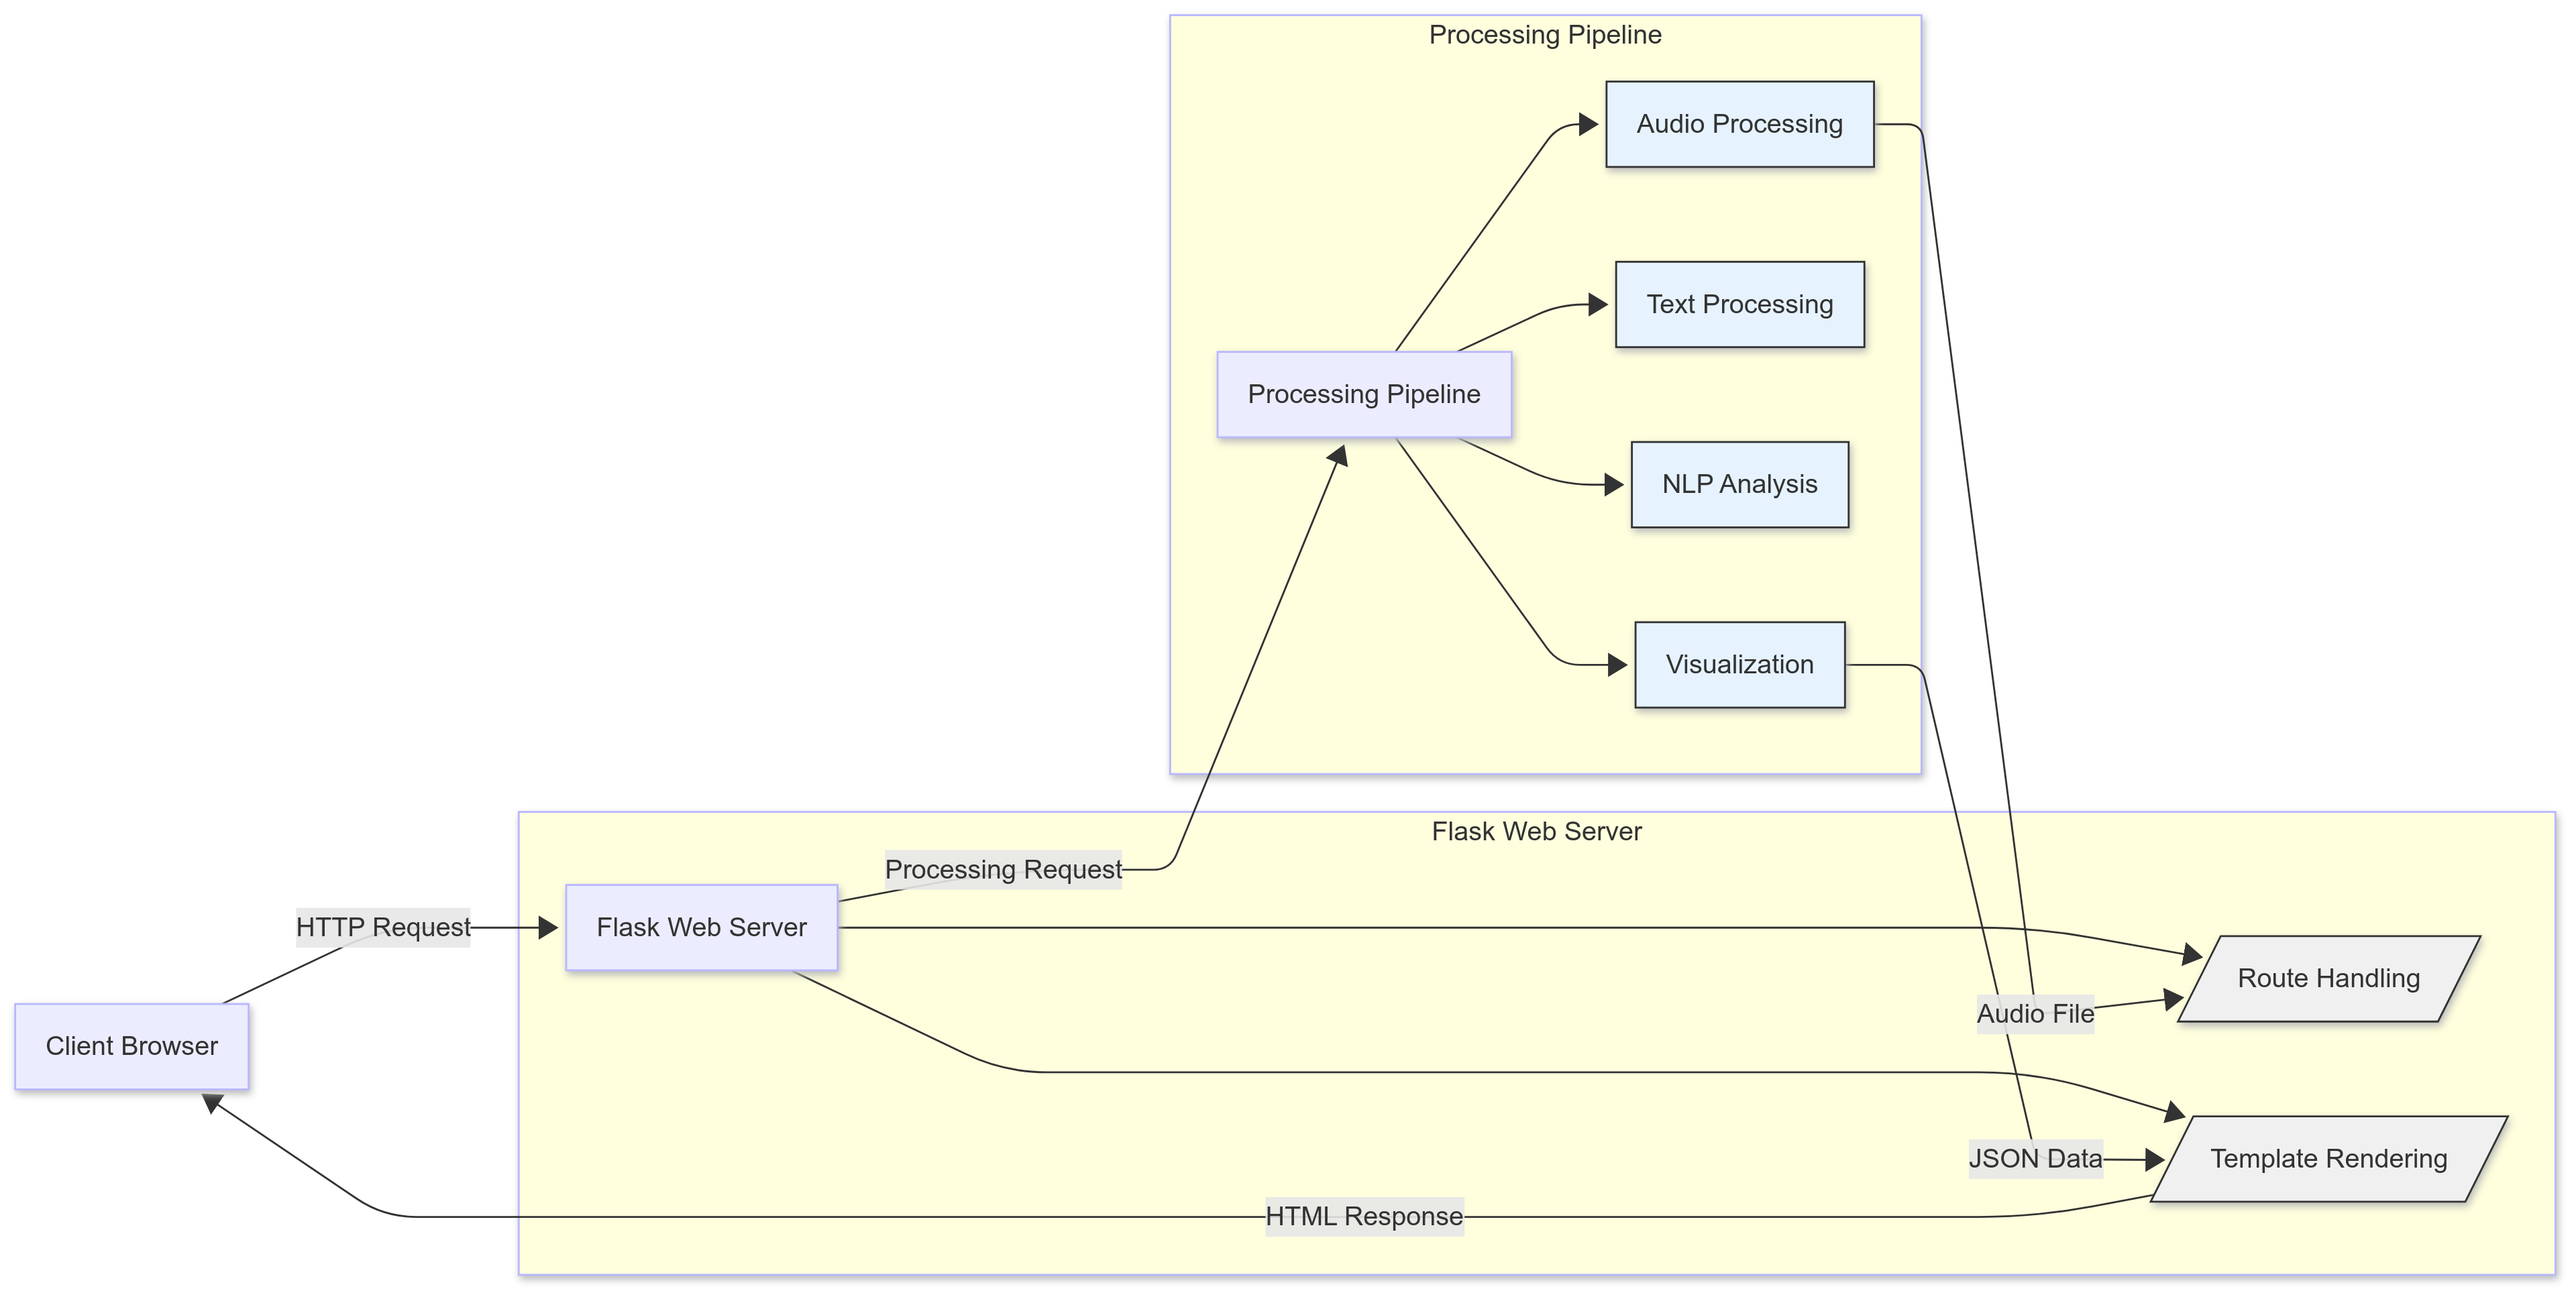 Processing Pipeline
Audio Processing
Text Processing
Processing Pipeline
NLP Analysis
Visualization
Flask Web Server
Processing Request
Flask Web Server
HTTP Request
Route Handling
Audio File
Client Browser
JSON Data
Template Rendering
HTML Response